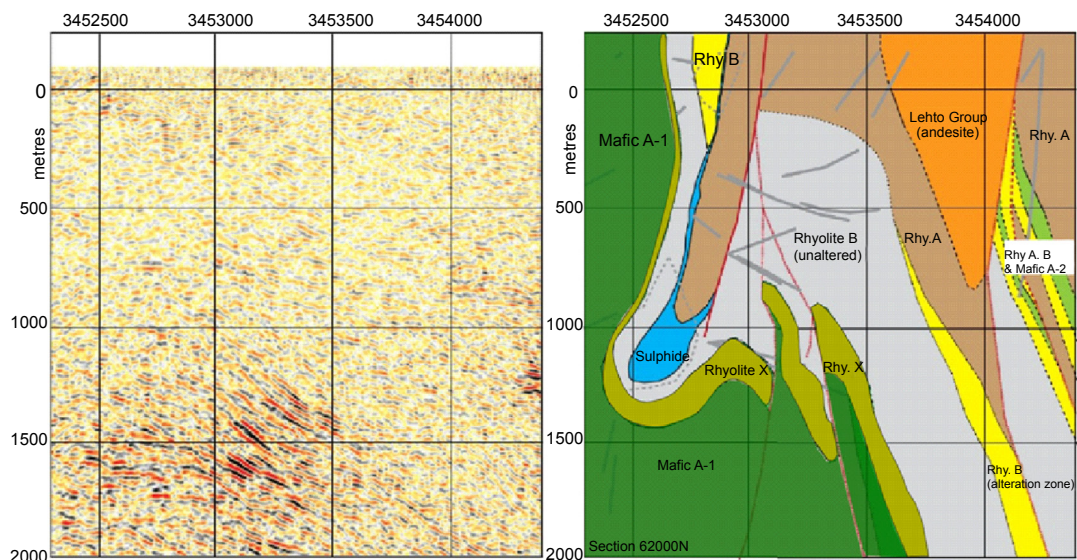 3452500 3453000 3453500 3454000
0
500
1000
1500
2000
metres
3452500 3453000 3453500 3454000
0
500
1000
1500
2000
metres
Rhy B
Mafic A-1
Lehto Group
(andesite)
Rhy. A
Rhyolite B
(unaltered)
Rhy.A
Rhy A. B
& Mafic A-2
Sulphide
Rhyolite X
Rhy. X
Mafic A-1
Rhy. B
(alteration zone)
Section 62000N